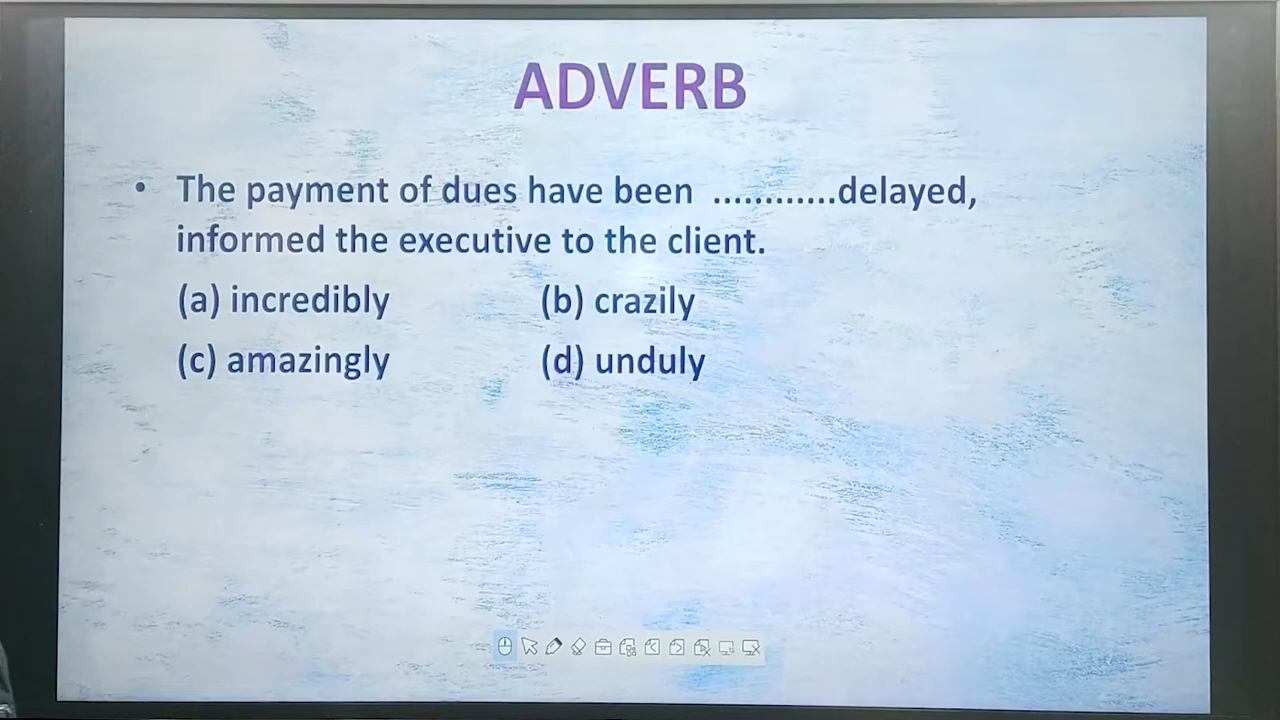 ADVERB
• The payment of dues have been ............delayed,
informed the executive to the client.
(a) incredibly (b) crazily
(c) amazingly (d) unduly